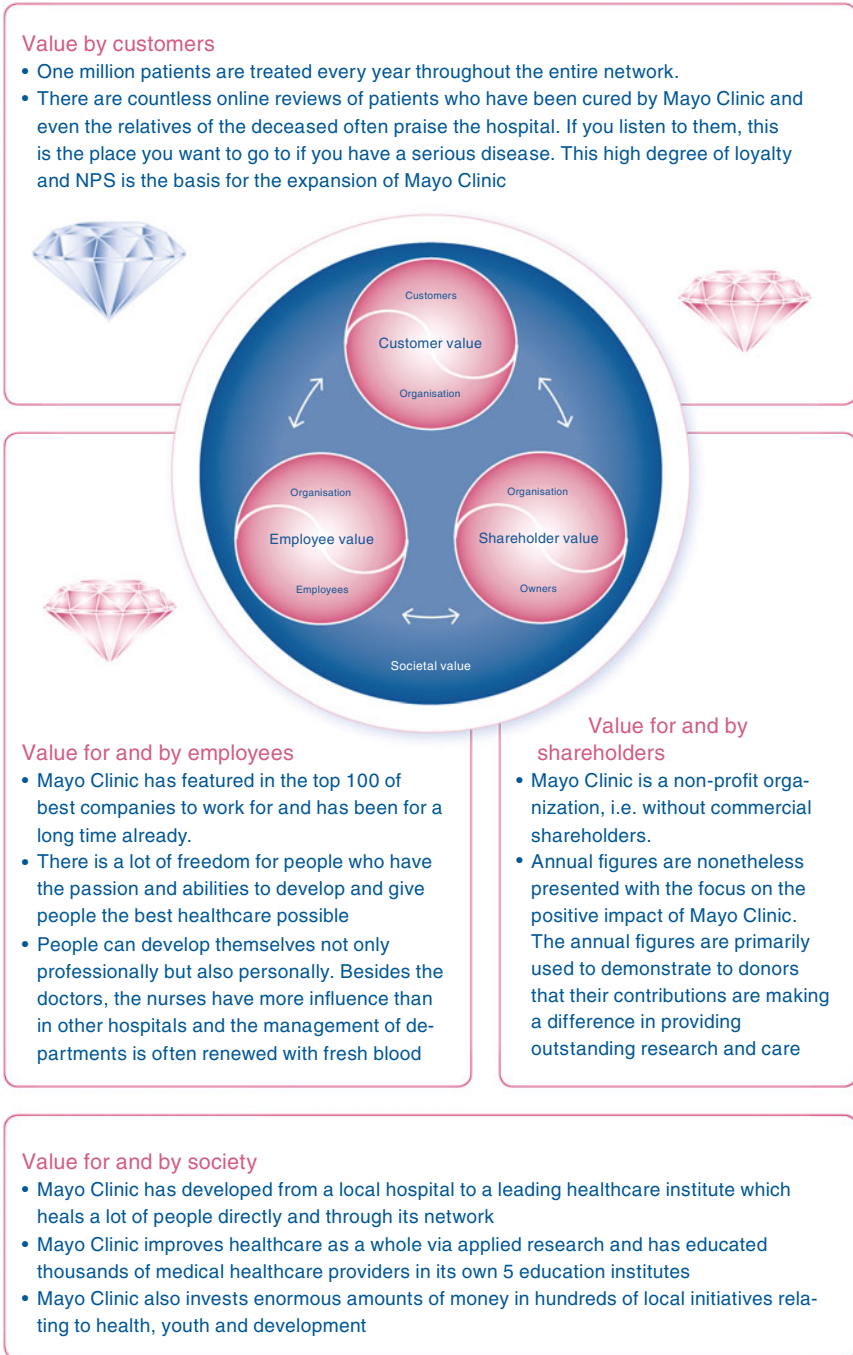 Value by customers
• One million patients are treated every year throughout the entire network.
• There are countless online reviews of patients who have been cured by Mayo Clinic and
even the relatives of the deceased often praise the hospital. If you listen to them, this
is the place you want to go to if you have a serious disease. This high degree of loyalty
and NPS is the basis for the expansion of Mayo Clinic
Customers
Customer value
Organisation
Organisation
Employee value
Employees
Organisation
Shareholder value
Owners
Societal value
Value for and by employees
• Mayo Clinic has featured in the top 100 of
best companies to work for and has been for a
long time already.
• There is a lot of freedom for people who have
the passion and abilities to develop and give
people the best healthcare possible
• People can develop themselves not only
professionally but also personally. Besides the
doctors, the nurses have more influence than
in other hospitals and the management of de-
partments is often renewed with fresh blood
Value for and by
shareholders
• Mayo Clinic is a non-profit orga-
nization, i.e. without commercial
shareholders.
• Annual figures are nonetheless
presented with the focus on the
positive impact of Mayo Clinic.
The annual figures are primarily
used to demonstrate to donors
that their contributions are making
a difference in providing
outstanding research and care
Value for and by society
• Mayo Clinic has developed from a local hospital to a leading healthcare institute which
heals a lot of people directly and through its network
• Mayo Clinic improves healthcare as a whole via applied research and has educated
thousands of medical healthcare providers in its own 5 education institutes
• Mayo Clinic also invests enormous amounts of money in hundreds of local initiatives rela-
ting to health, youth and development